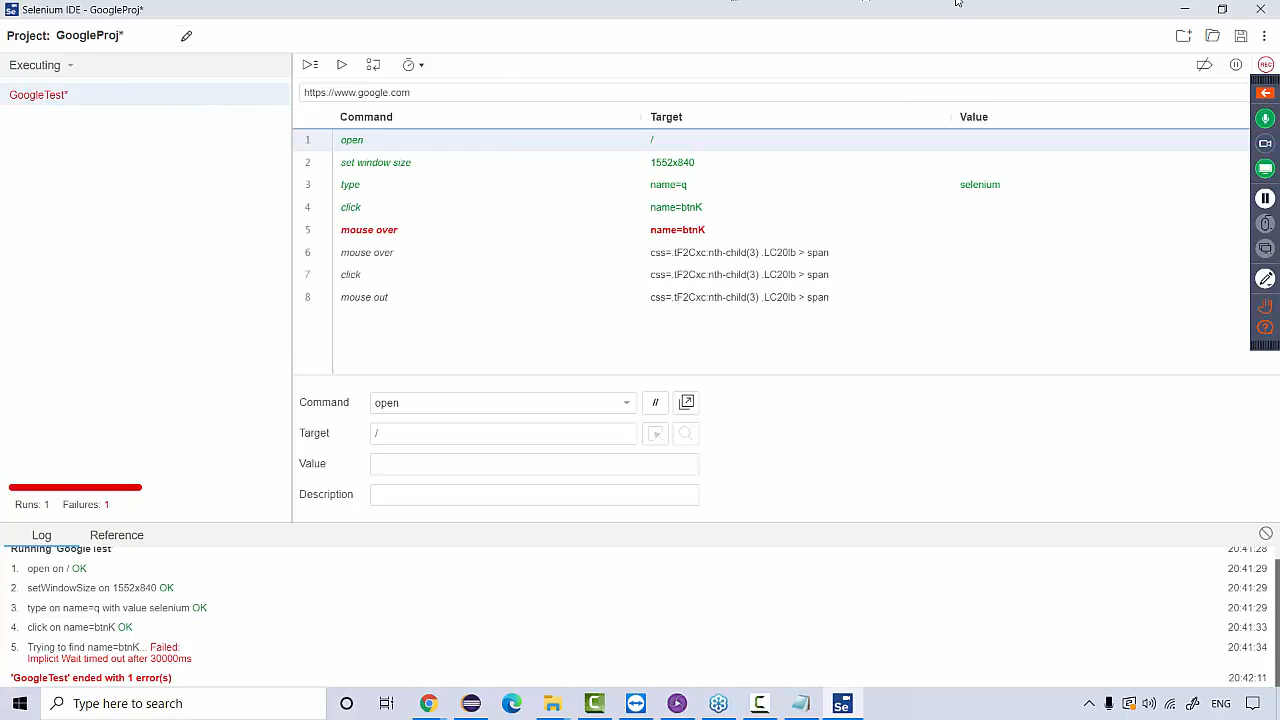 Selenium IDE - GoogleProj*
Project: GoogleProj*
Executing
GoogleTest*
https://www.google.com
Command Target Value
1 open /
2 set window size 1552x840
3 type name=q selenium
4 click name=btnK
5 mouse over name=btnK
6 mouse over css=.tF2Cxc:nth-child(3) .LC20lb > span
7 click css=.tF2Cxc:nth-child(3) .LC20lb > span
8 mouse out css=.tF2Cxc:nth-child(3) .LC20lb > span
REC
Command open //
Target /
Value
Description
Runs: 1 Failures: 1
Log Reference
Running 'GoogleTest' 20:41:28
1. open on / OK 20:41:29
2. setWindowSize on 1552x840 OK 20:41:29
3. type on name=q with value selenium OK 20:41:29
4. click on name=btnK OK 20:41:33
5. Trying to find name=btnK... Failed: 20:41:34
Implicit Wait timed out after 30000ms
'GoogleTest' ended with 1 error(s) 20:42:11
Type here to search
Se
ENG